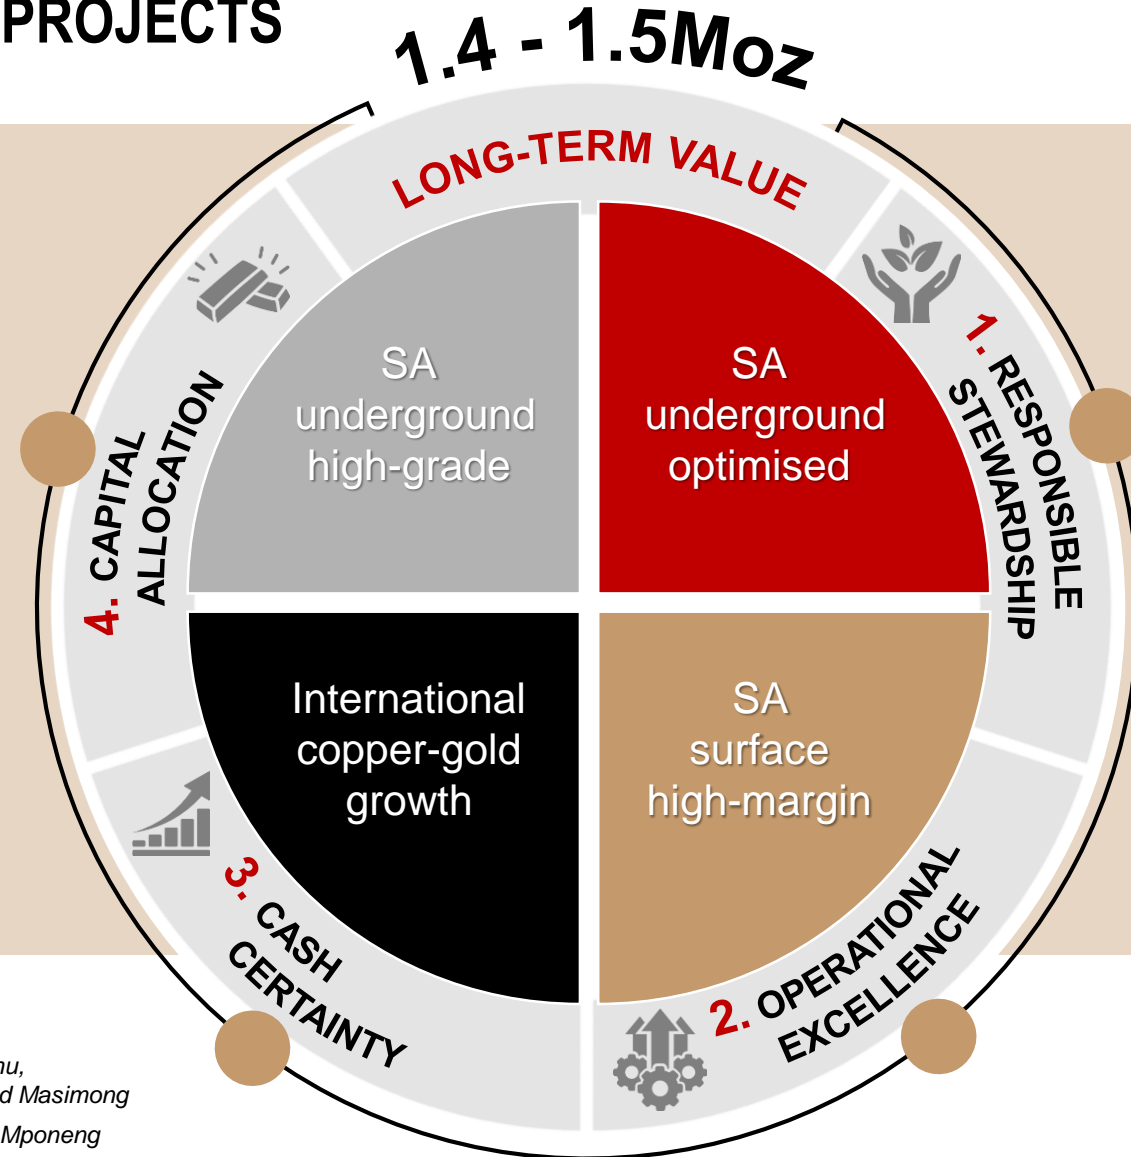 PROJECTS
1.4 - 1.5Moz
LONG-TERM VALUE
SA
underground
high-grade
SA
underground
optimised
1. RESPONSIBLE
STEWARDSHIP
4. CAPITAL
ALLOCATION
International
copper-gold
growth
SA
surface
high-margin
3. CASH
CERTAINTY
2. OPERATIONAL
EXCELLENCE
Masimong
Mponeng